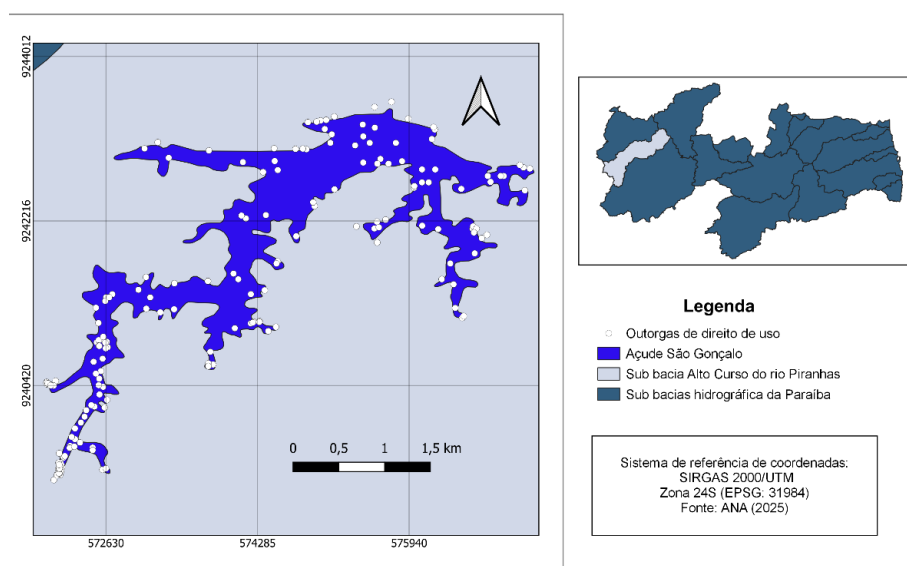 9244012
9242216
9240420
572630
574285
575940
0 0,5 1 1,5 km
Legenda
Outorgas de direito de uso
Açude São Gonçalo
Sub bacia Alto Curso do rio Piranhas
Sub bacias hidrográfica da Paraíba
Sistema de referência de coordenadas:
SIRGAS 2000/UTM
Zona 24S (EPSG: 31984)
Fonte: ANA (2025)